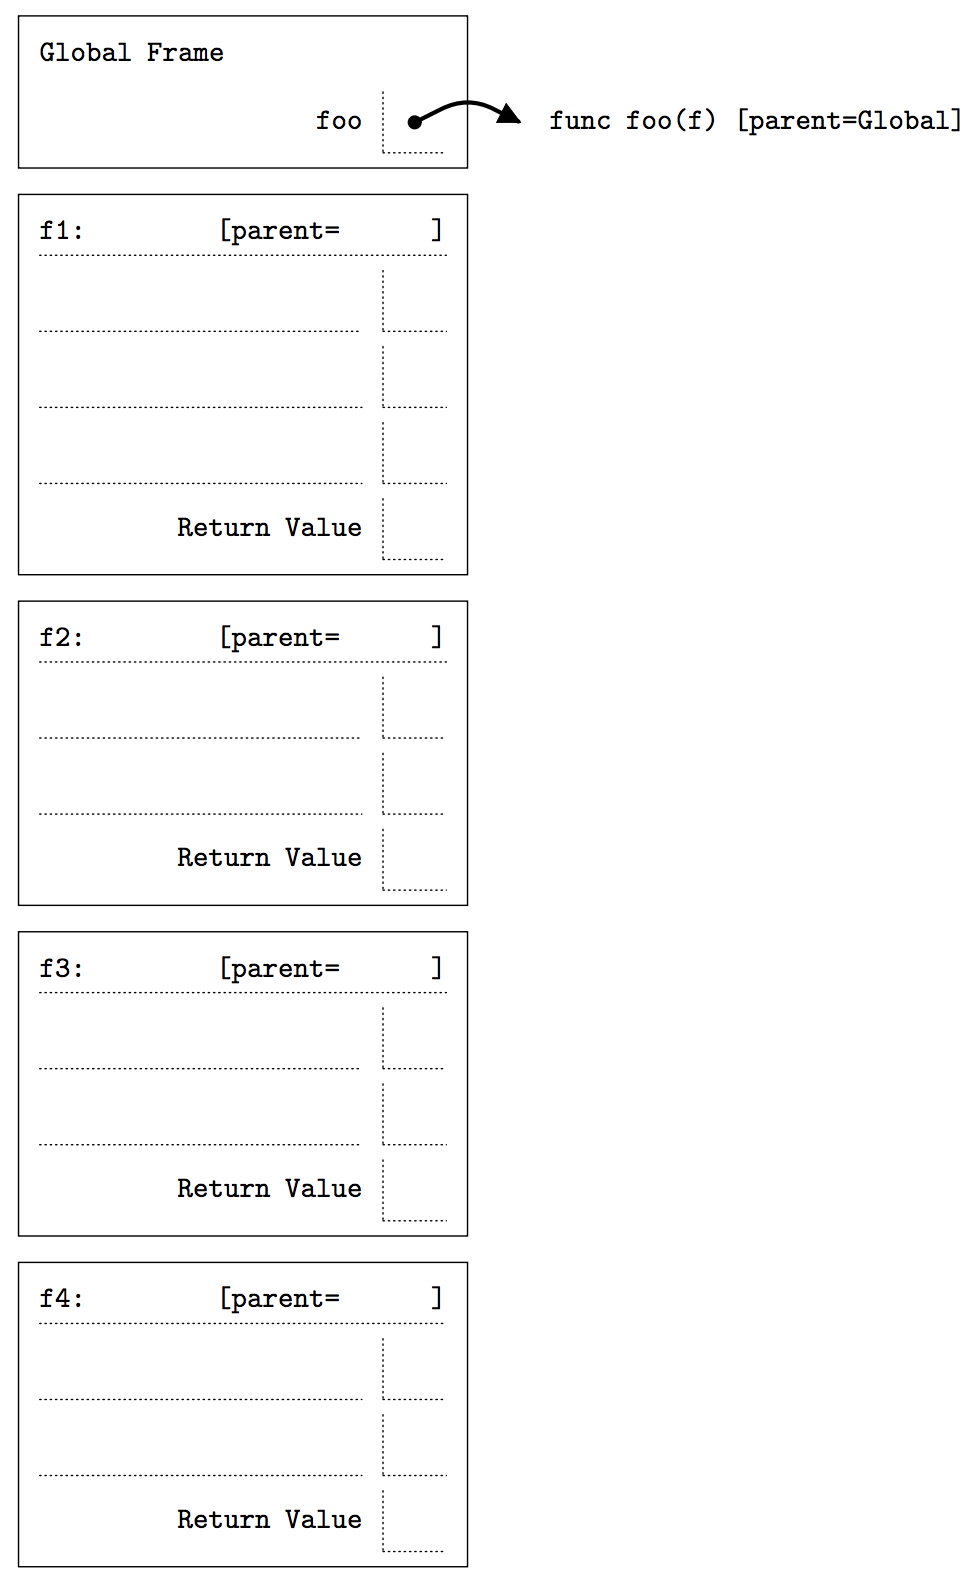 Global Frame
foo func foo(f) [parent=Global]
f1: [parent= ]
Return Value
f2: [parent= ]
Return Value
f3: [parent= ]
Return Value
f4: [parent= ]
Return Value